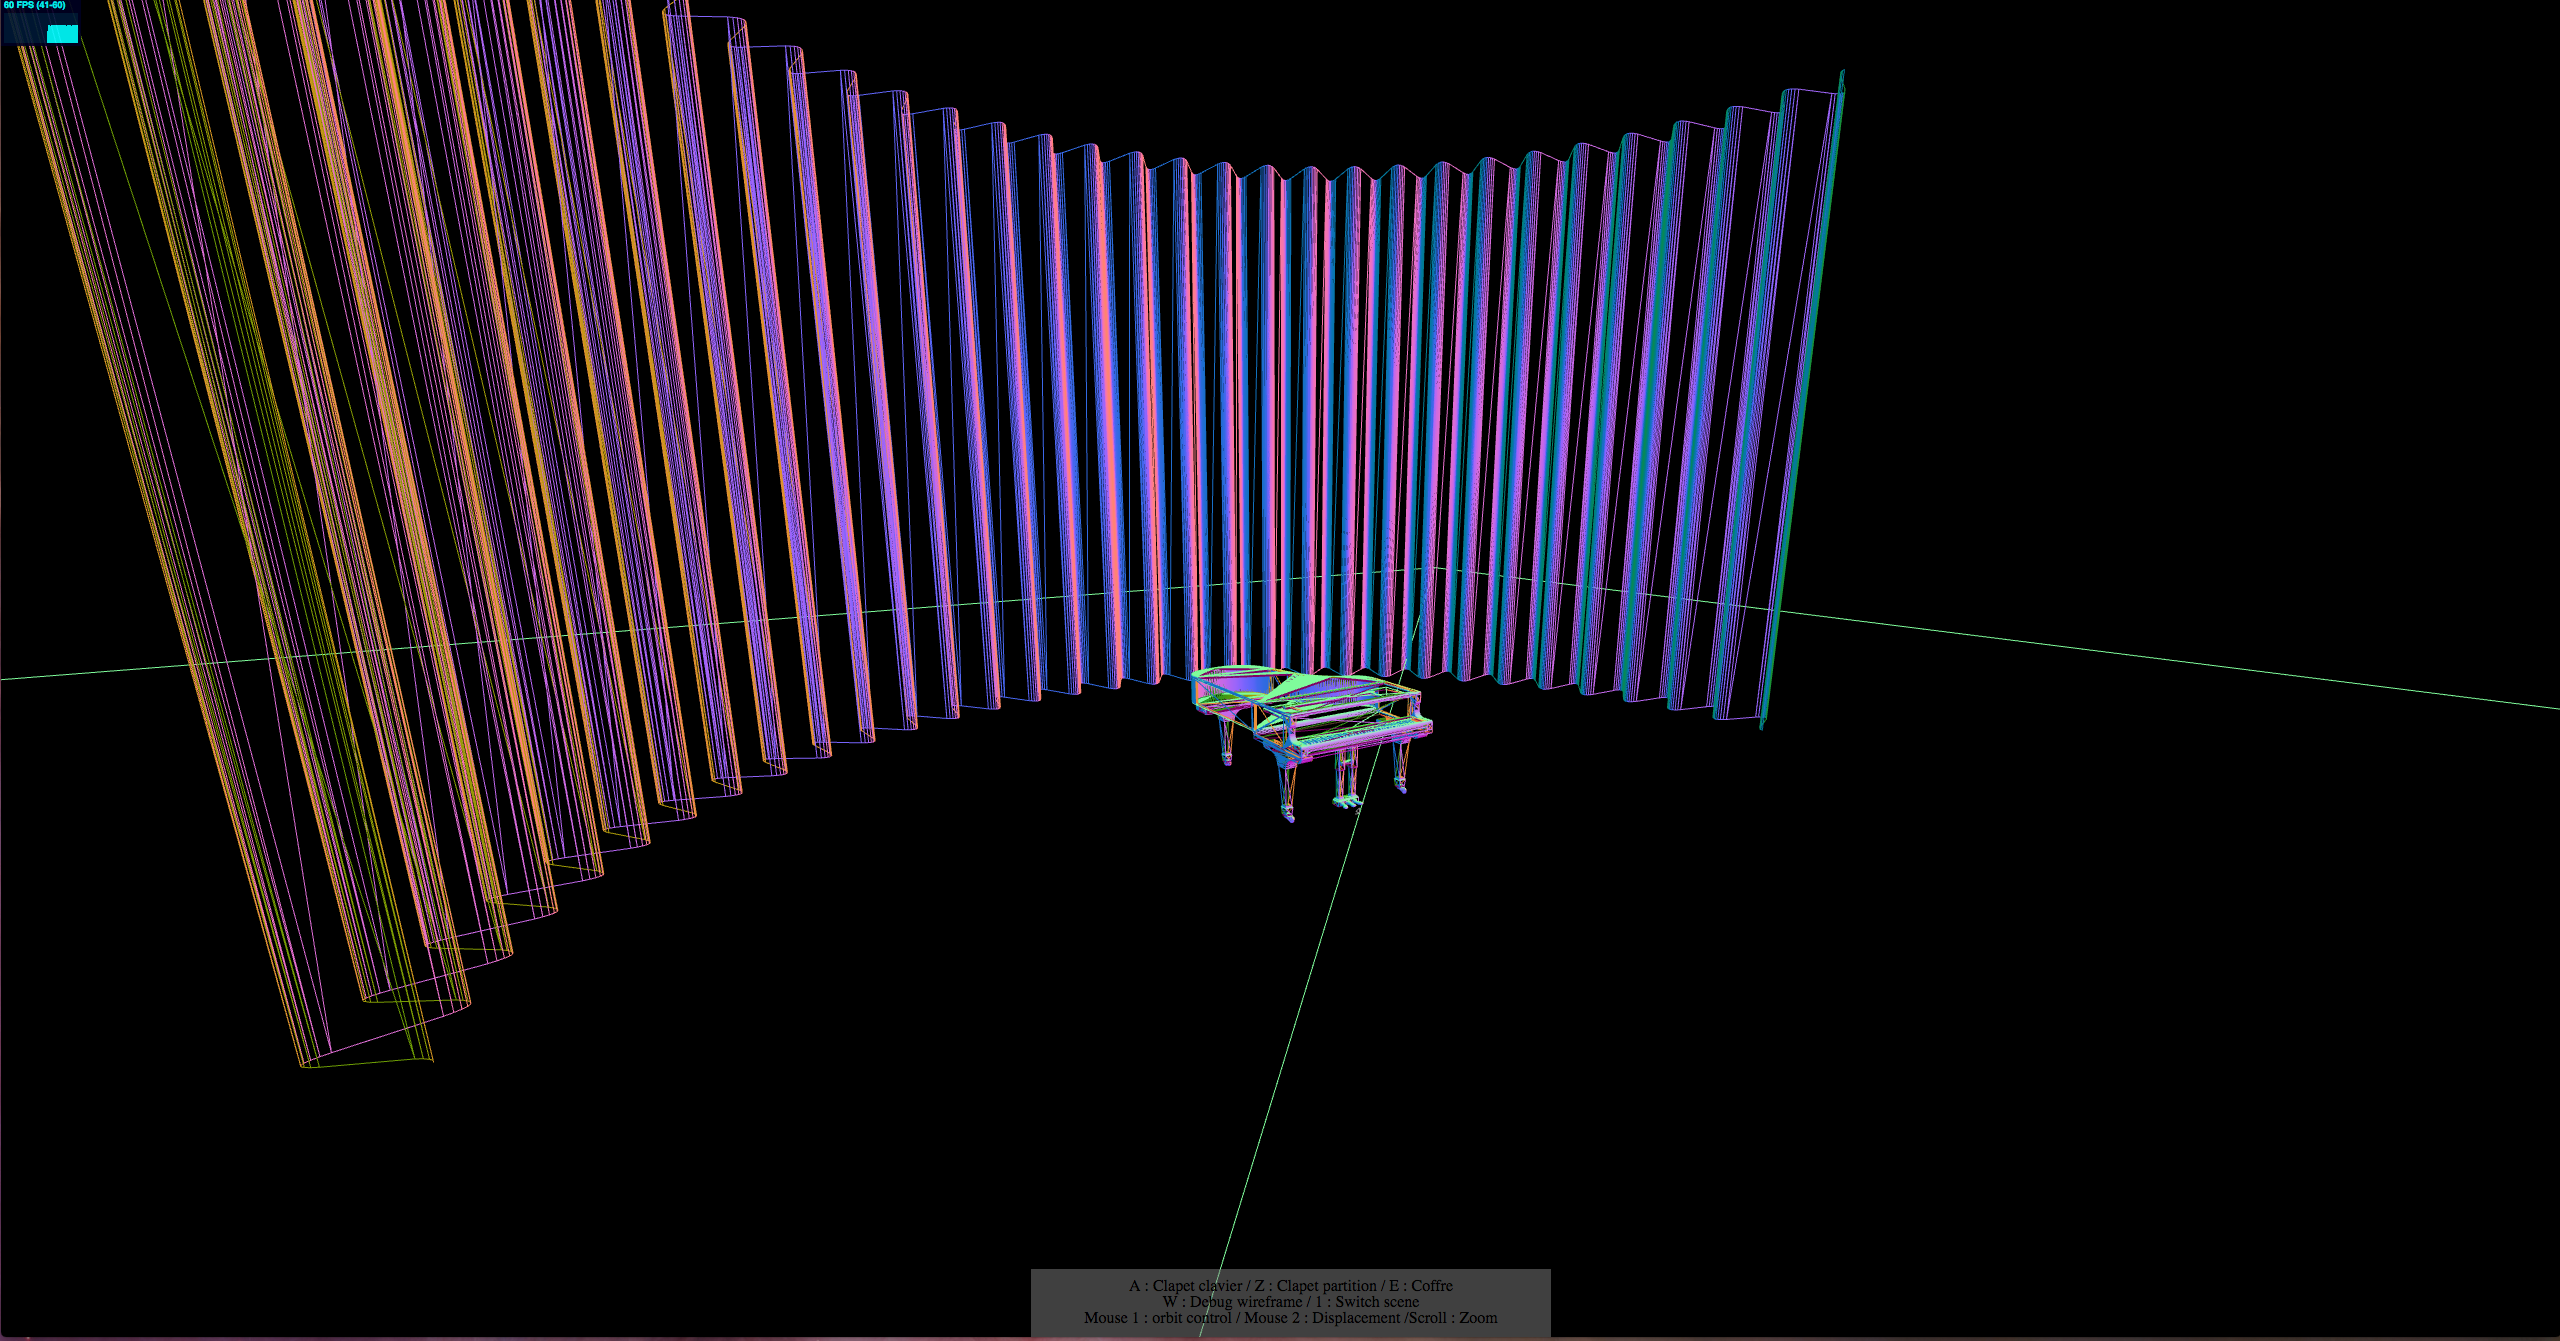 60 FPS (41-60)
A : Clapet clavier / Z : Clapet partition / E : Coffre
W : Debug wireframe / 1 : Switch scene
Mouse 1 : orbit control / Mouse 2 : Displacement /Scroll : Zoom